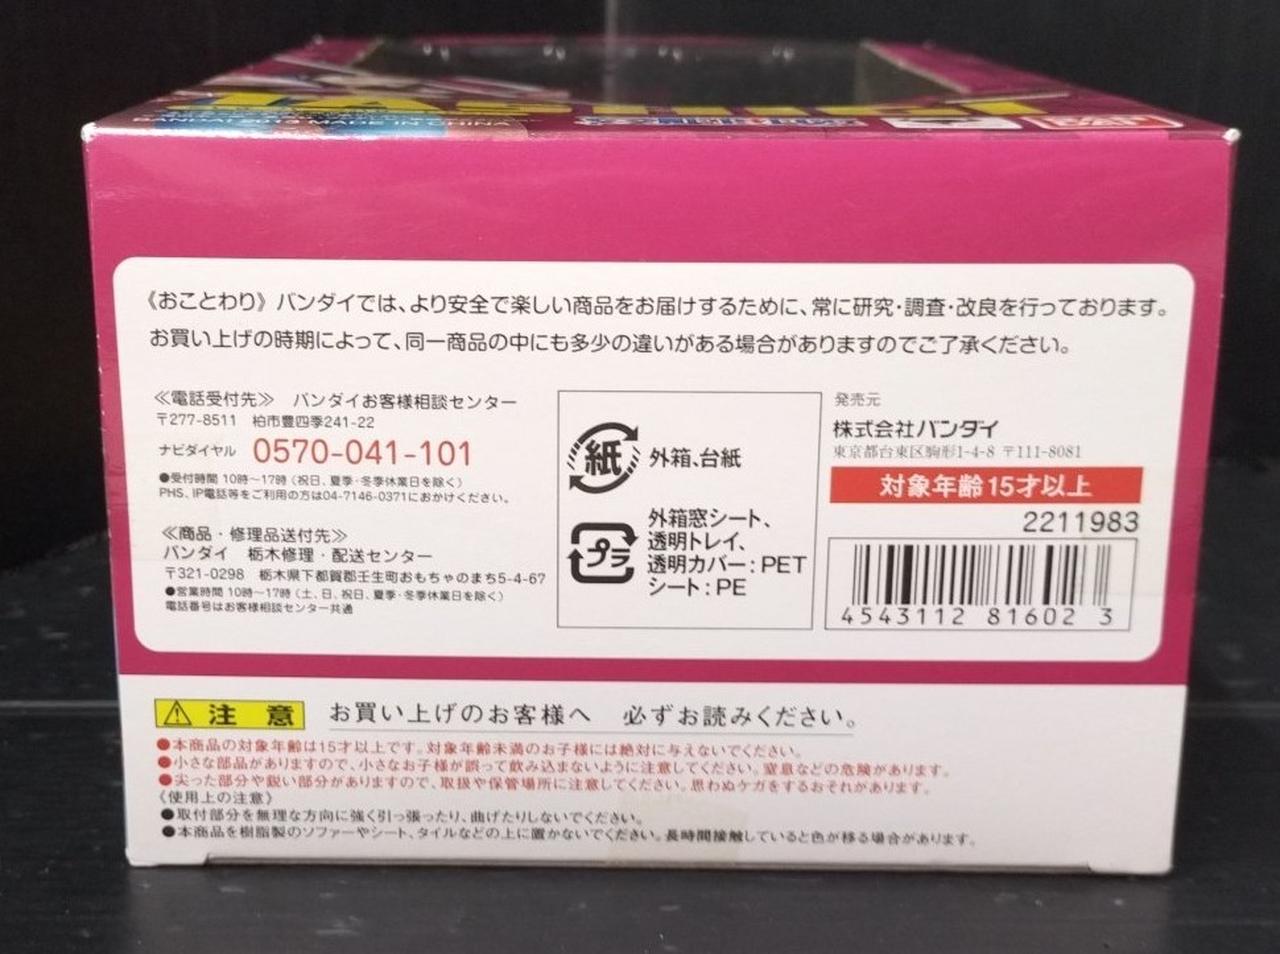 BANDAI 2013 MADE IN CHINA
《おことわり》バンダイでは、より安全で楽しい商品をお届けするために、常に研究・調査・改良を行っております。
お買い上げの時期によって、同一商品の中にも多少の違いがある場合がありますのでご了承ください。
≪電話受付先≫ バンダイお客様相談センター
〒277-8511 柏市豊四季241-22
ナビダイヤル 0570-041-101
●受付時間 10時〜17時（祝日、夏季・冬季休業日を除く）
PHS、IP電話等をご利用の方は04-7146-0371におかけください。
≪商品・修理品送付先≫
バンダイ 栃木修理・配送センター
〒321-0298 栃木県下都賀郡壬生町おもちゃのまち5-4-67
●営業時間 10時〜17時（土、日、祝日、夏季・冬季休業日を除く）
電話番号はお客様相談センター共通
紙 外箱、台紙
プラ
外箱窓シート、
透明トレイ、
透明カバー：PET
シート：PE
発売元
株式会社バンダイ
東京都台東区駒形1-4-8 〒111-8081
対象年齢15才以上
2211983
4543112 81602 3
注意 お買い上げのお客様へ 必ずお読みください。
●本商品の対象年齢は15才以上です。対象年齢未満のお子様には絶対に与えないでください。
●小さな部品がありますので、小さなお子様が誤って飲み込まないように注意してください。窒息などの危険があります。
●尖った部分や鋭い部分がありますので、取扱や保管場所に注意してください。思わぬケガをするおそれがあります。
《使用上の注意》
●取付部分を無理な方向に強く引っ張ったり、曲げたりしないでください。
●本商品を樹脂製のソファーやシート、タイルなどの上に置かないでください。長時間接触していると色が移る場合があります。